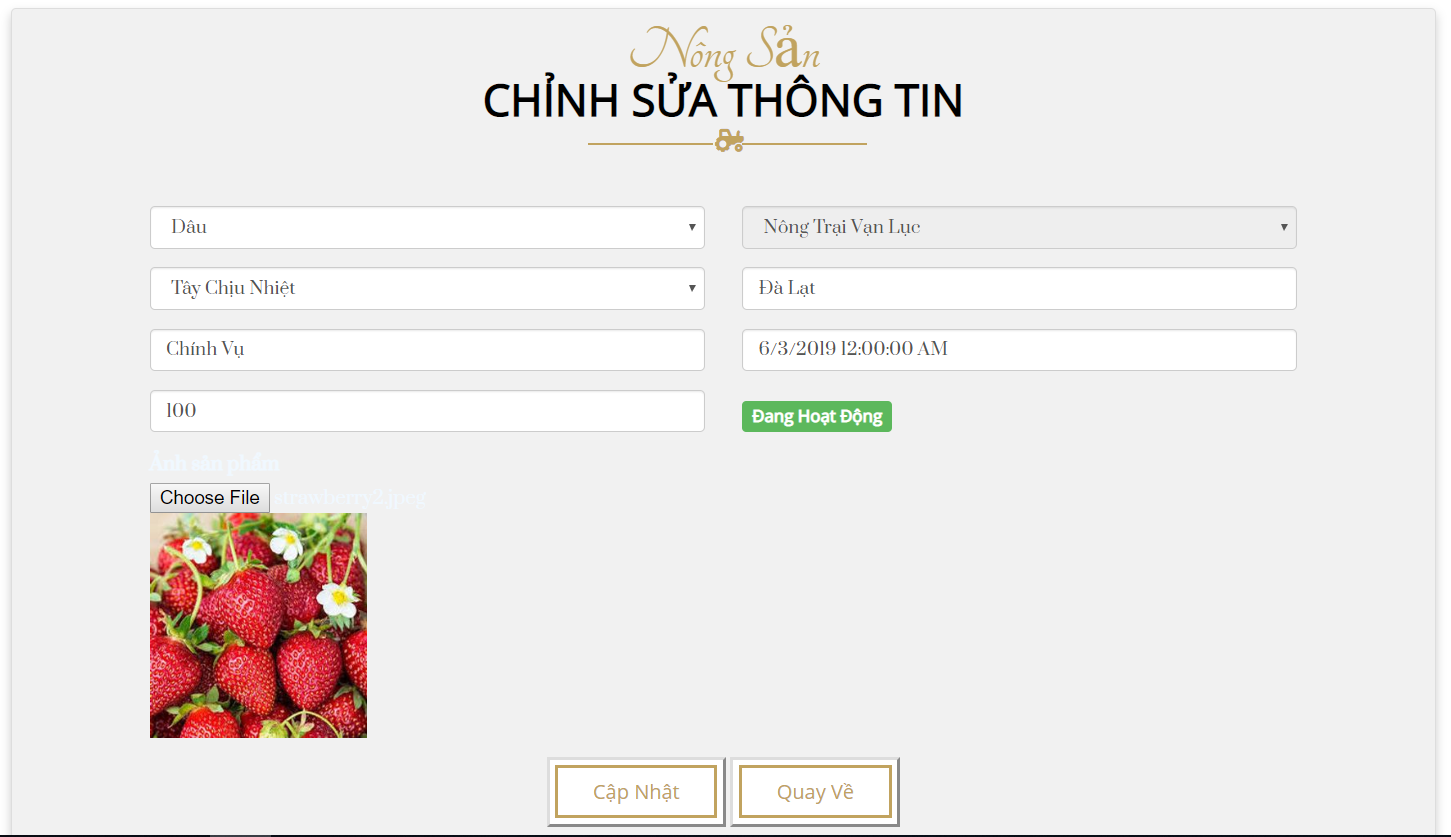 Nông Sản
CHỈNH SỬA THÔNG TIN
Dâu
Nông Trại Vạn Lục
Tây Chịu Nhiệt
Đà Lạt
Chính Vụ
6/3/2019 12:00:00 AM
100
Đang Hoạt Động
Ảnh sản phẩm
Choose File strawberry2.jpeg
Cập Nhật
Quay Về